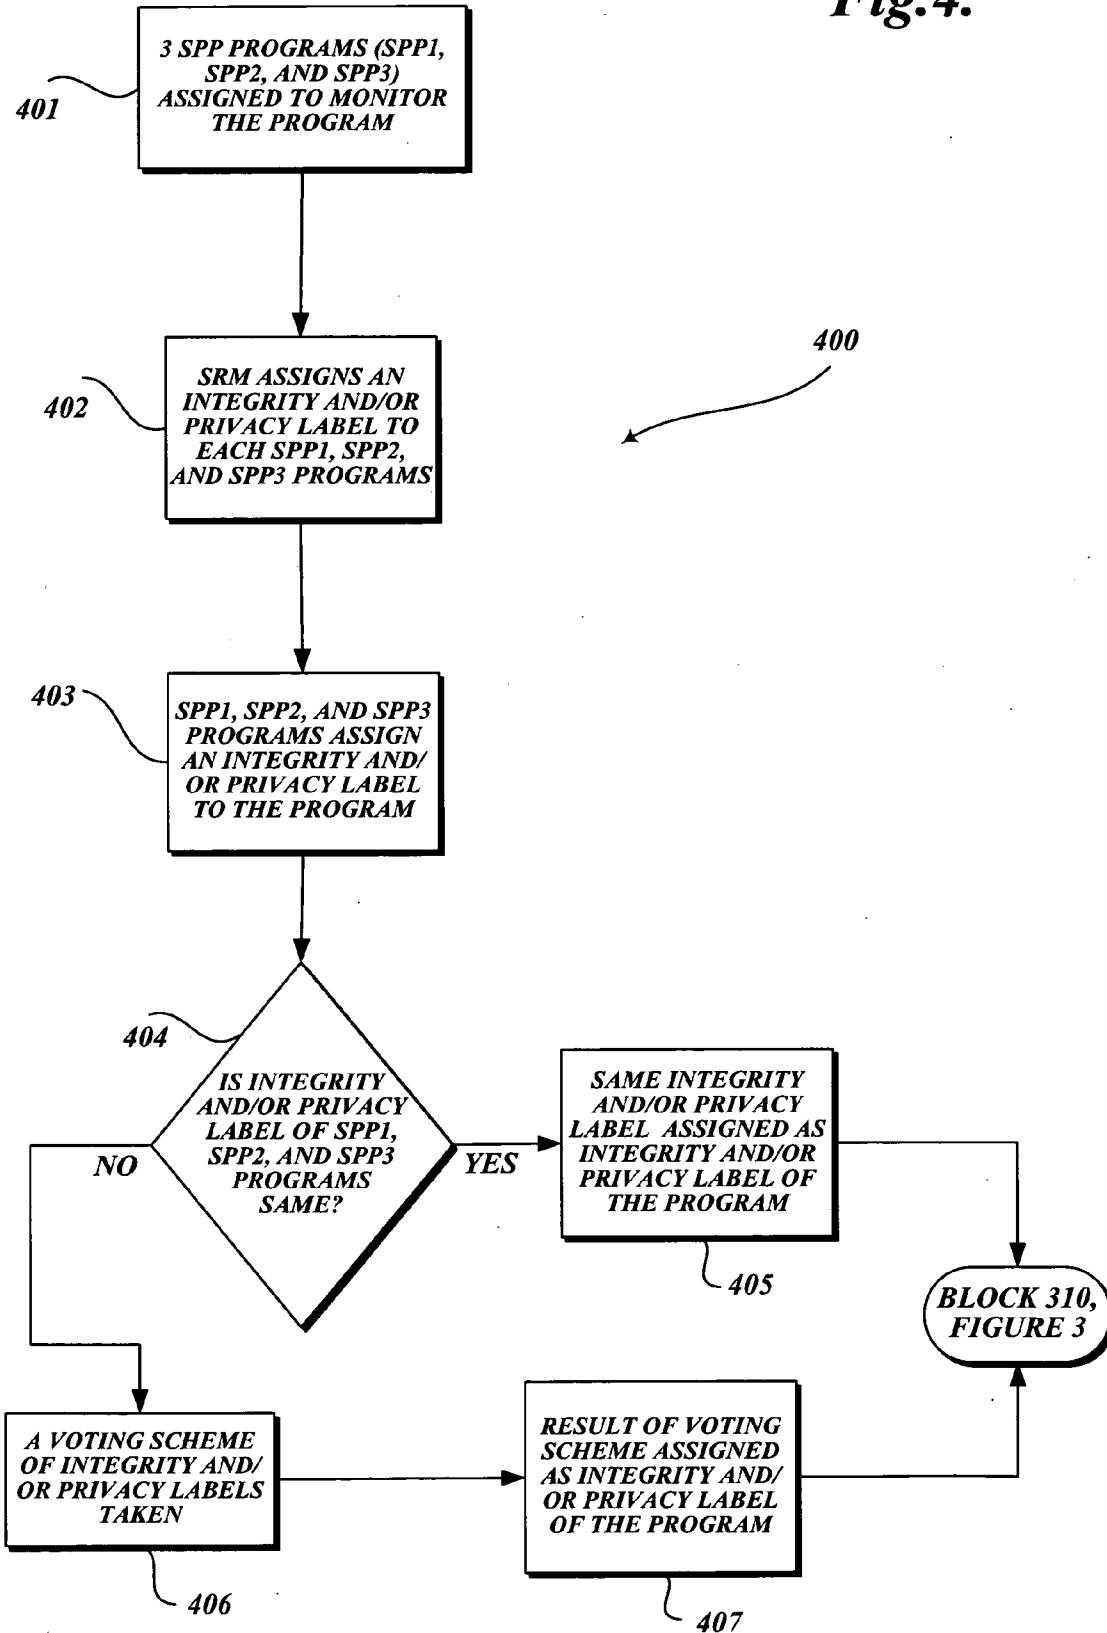 Fig.4.
3 SPP PROGRAMS (SPP1,
SPP2, AND SPP3)
ASSIGNED TO MONITOR
THE PROGRAM
401
400
SRM ASSIGNS AN
INTEGRITY AND/OR
PRIVACY LABEL TO
EACH SPP1, SPP2,
AND SPP3 PROGRAMS
402
403
SPP1, SPP2, AND SPP3
PROGRAMS ASSIGN
AN INTEGRITY AND/
OR PRIVACY LABEL
TO THE PROGRAM
404
IS INTEGRITY
AND/OR PRIVACY
LABEL OF SPP1,
SPP2, AND SPP3
PROGRAMS
SAME?
NO
YES
SAME INTEGRITY
AND/OR PRIVACY
LABEL ASSIGNED AS
INTEGRITY AND/OR
PRIVACY LABEL OF
THE PROGRAM
405
BLOCK 310,
FIGURE 3
A VOTING SCHEME
OF INTEGRITY AND/
OR PRIVACY LABELS
TAKEN
406
RESULT OF VOTING
SCHEME ASSIGNED
AS INTEGRITY AND/
OR PRIVACY LABEL
OF THE PROGRAM
407